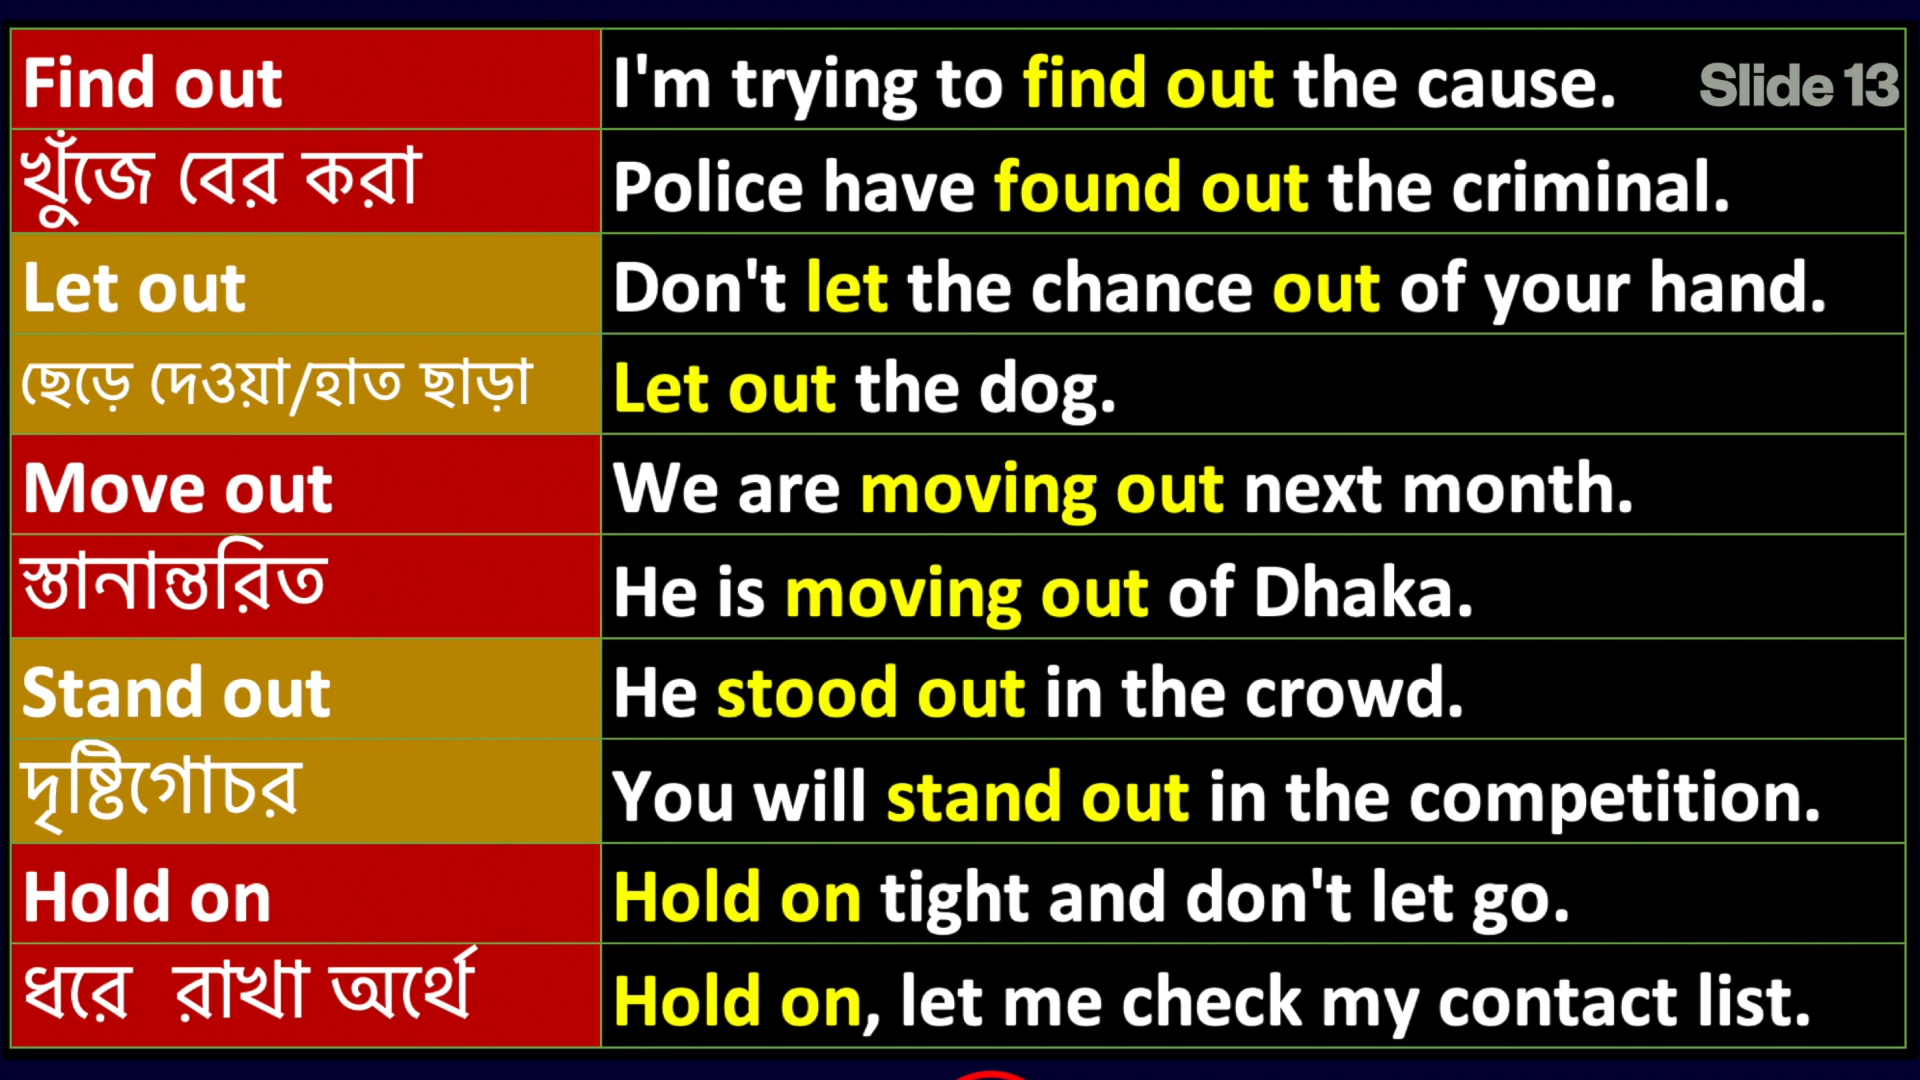 Find out
I'm trying to find out the cause.
Slide 13
খুঁজে বের করা
Police have found out the criminal.
Let out
Don't let the chance out of your hand.
ছেড়ে দেওয়া/হাত ছাড়া
Let out the dog.
Move out
We are moving out next month.
স্তানান্তরিত
He is moving out of Dhaka.
Stand out
He stood out in the crowd.
দৃষ্টিগোচর
You will stand out in the competition.
Hold on
Hold on tight and don't let go.
ধরে রাখা অর্থে
Hold on, let me check my contact list.